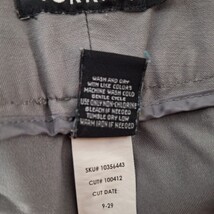 WASH AND DRY
WITH LIKE COLORS
MACHINE WASH COLD
GENTLE CYCLE
USE ONLY NON-CHLORINE
BLEACH IF NEEDED
TUMBLE DRY LOW
WARM IRON IF NEEDED
SKU# 10356443
CUT# 100412
CUT DATE:
9-29